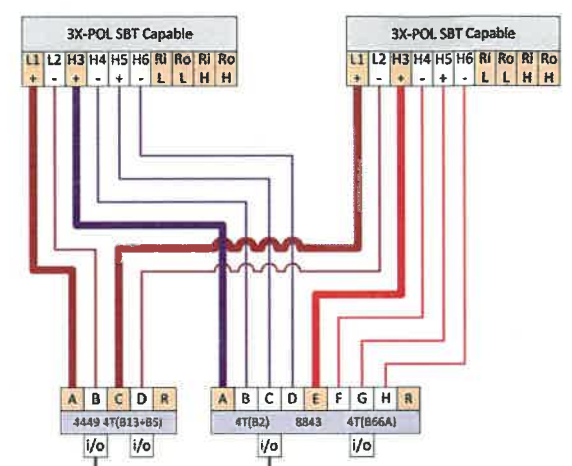 3X-POL SBT Capable 3X-POL SBT Capable
L1 L2 H3 H4 H5 H6 Ri Ro Ri Ro L1 L2 H3 H4 H5 H6 Ri Ro Ri Ro
+ - + - + - L L H H + - + - + - L L H H
A B C D R A B C D E F G H R
4449 4T(B13+B5) 4T(B2) 8843 4T(B66A)
i/o i/o i/o i/o